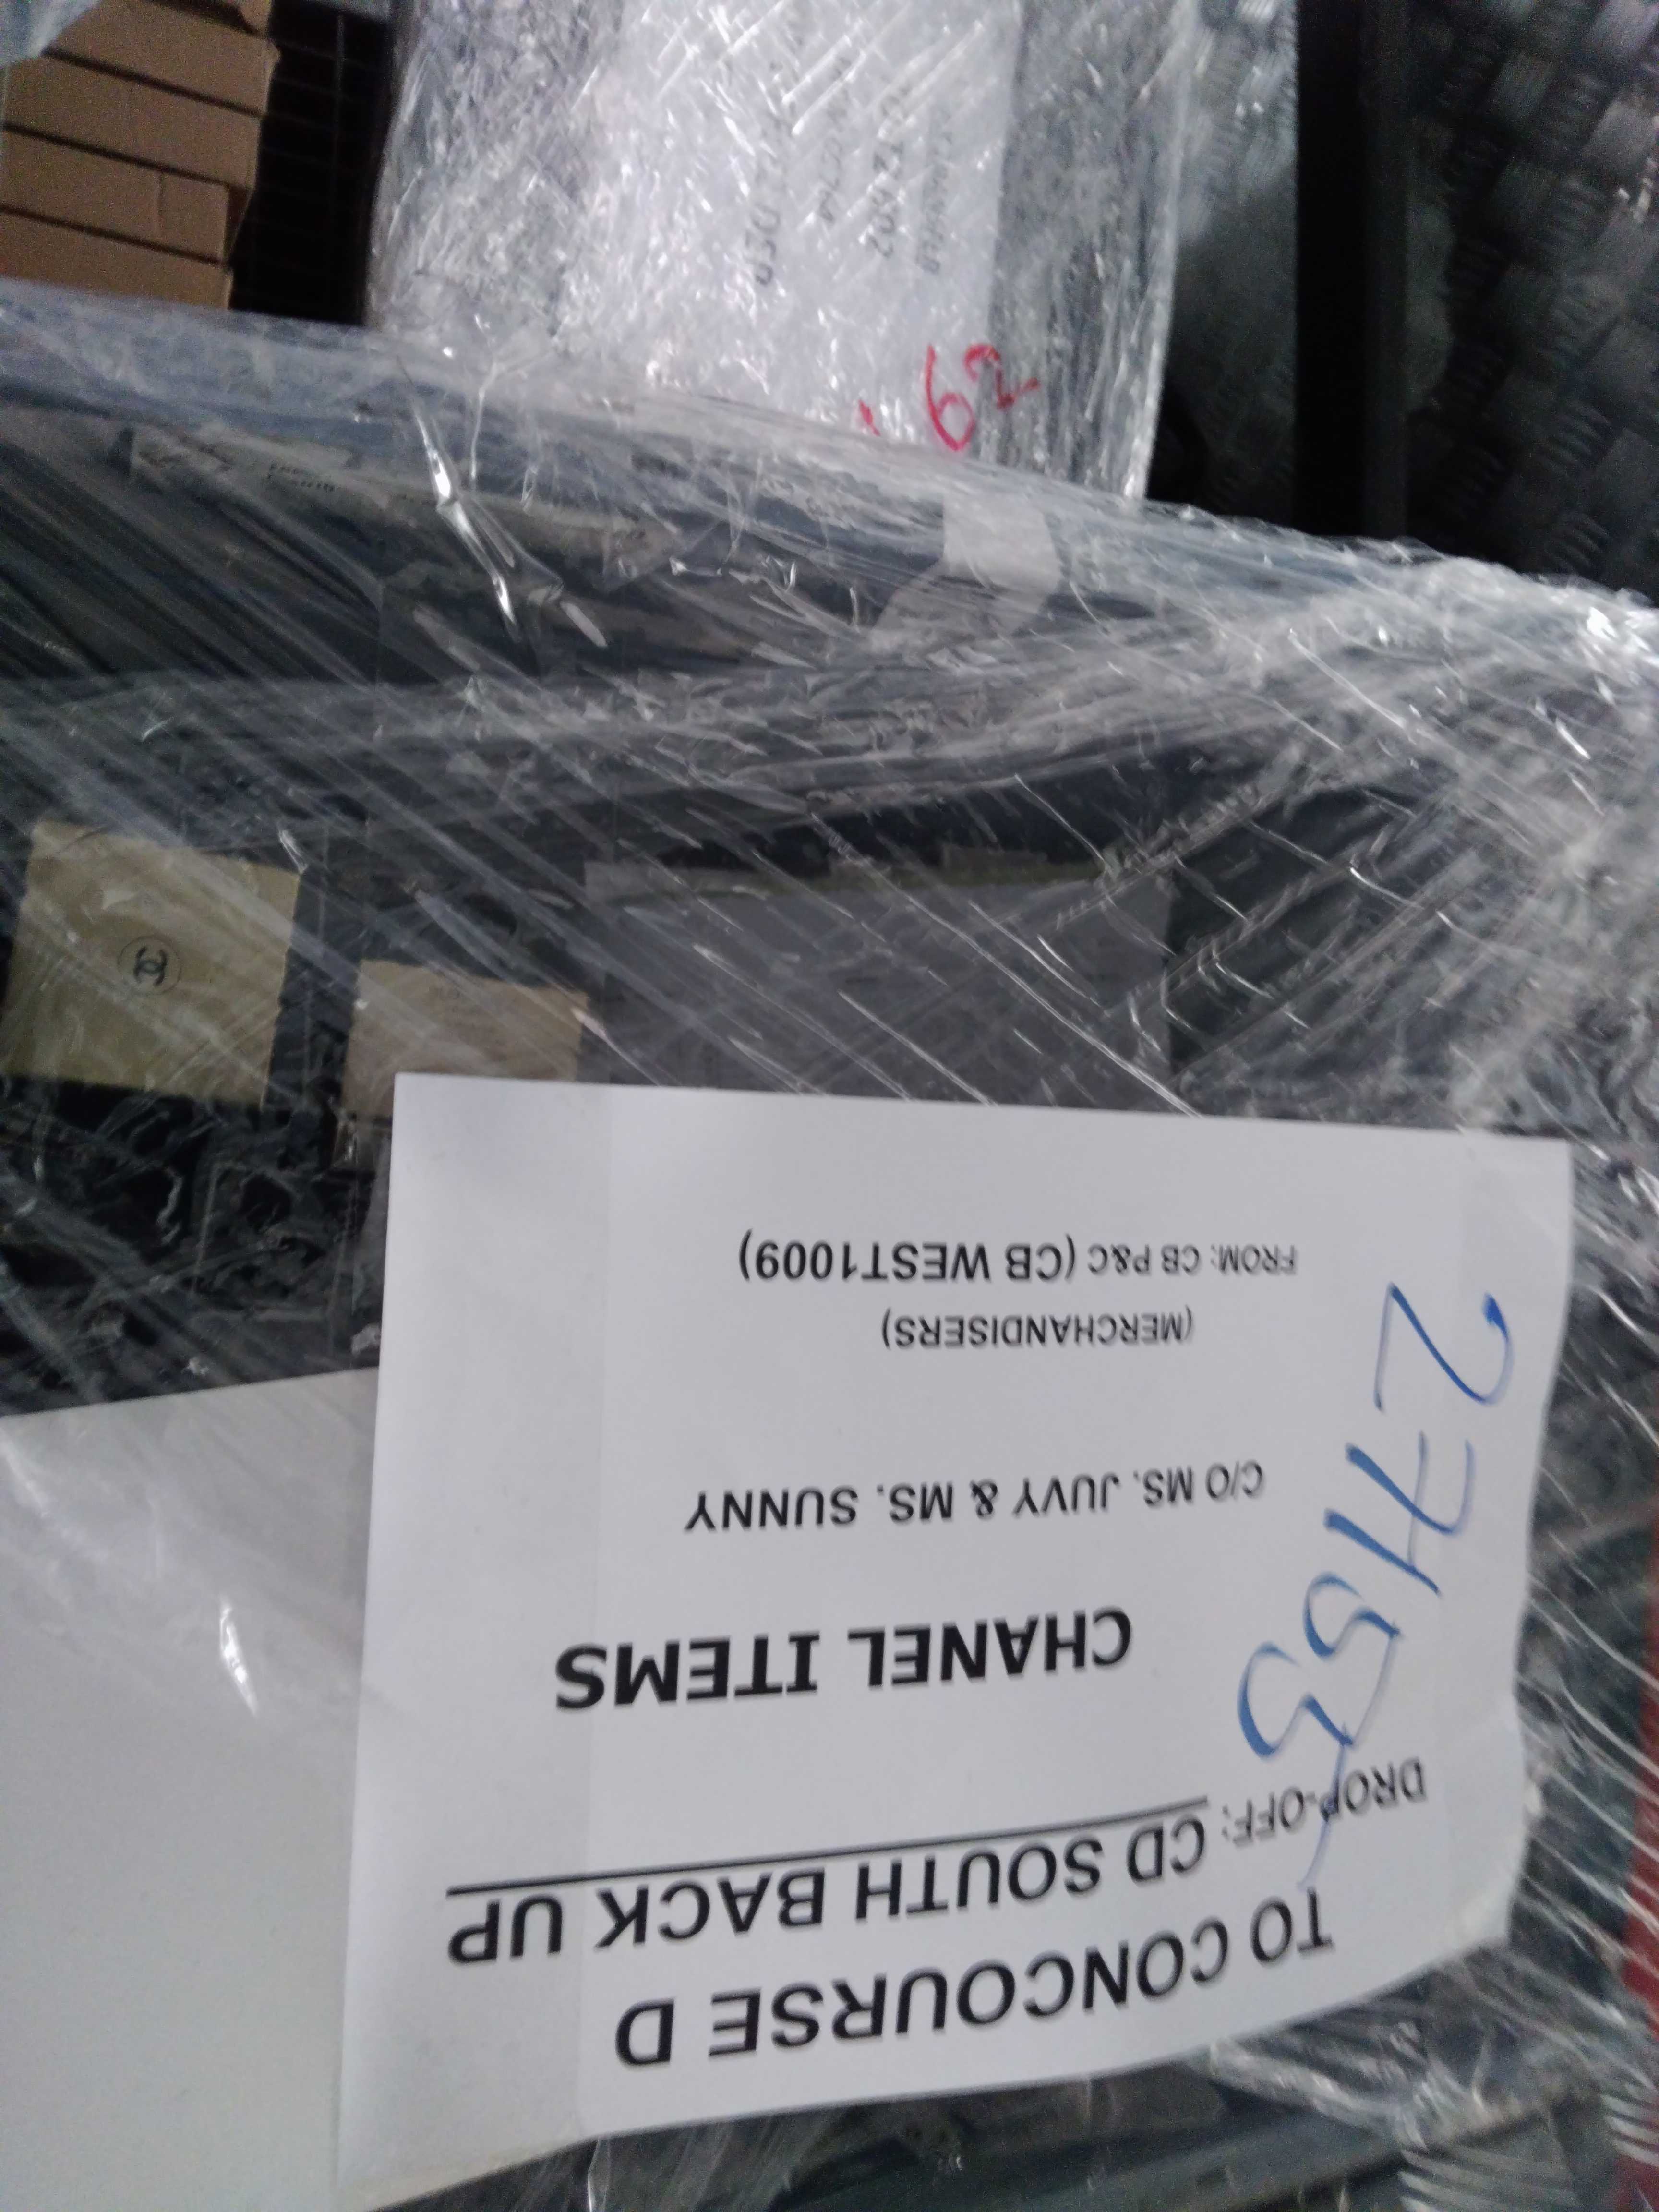 TO CONCOURSE D
DROP-OFF: CD SOUTH BACK UP
CHANEL ITEMS
C/O MS. JUVY & MS. SUNNY
(MERCHANDISERS)
FROM: CB P&C (CB WEST1009)
62